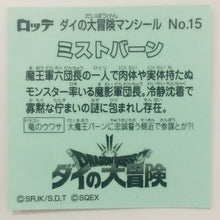 ロッテ ダイの大冒険マンシール No.15
ミストバーン
魔王軍六団長の一人で肉体や実体持たぬ
モンスター率いる魔影軍団長。冷静沈着で
寡黙な佇まいの謎に包まれし存在。
竜のウワサ 大魔王バーンに忠誠誓う側近で参謀とか?!
DRAGON QUEST
ダイの大冒険
©SR,IK/S,D,T ©SQEX